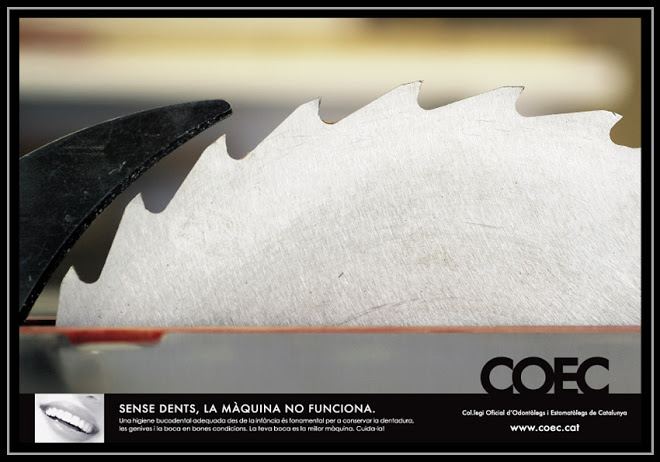 COEC
SENSE DENTS, LA MÀQUINA NO FUNCIONA.
Una higiene bucodental adequada des de la infància és fonamental per a conservar la dentadura,
les genives i la boca en bones condicions. La teva boca es la millor màquina. Cuida-la!
Col.legi Oficial d'Odontòlegs i Estomatòlegs de Catalunya
www.coec.cat